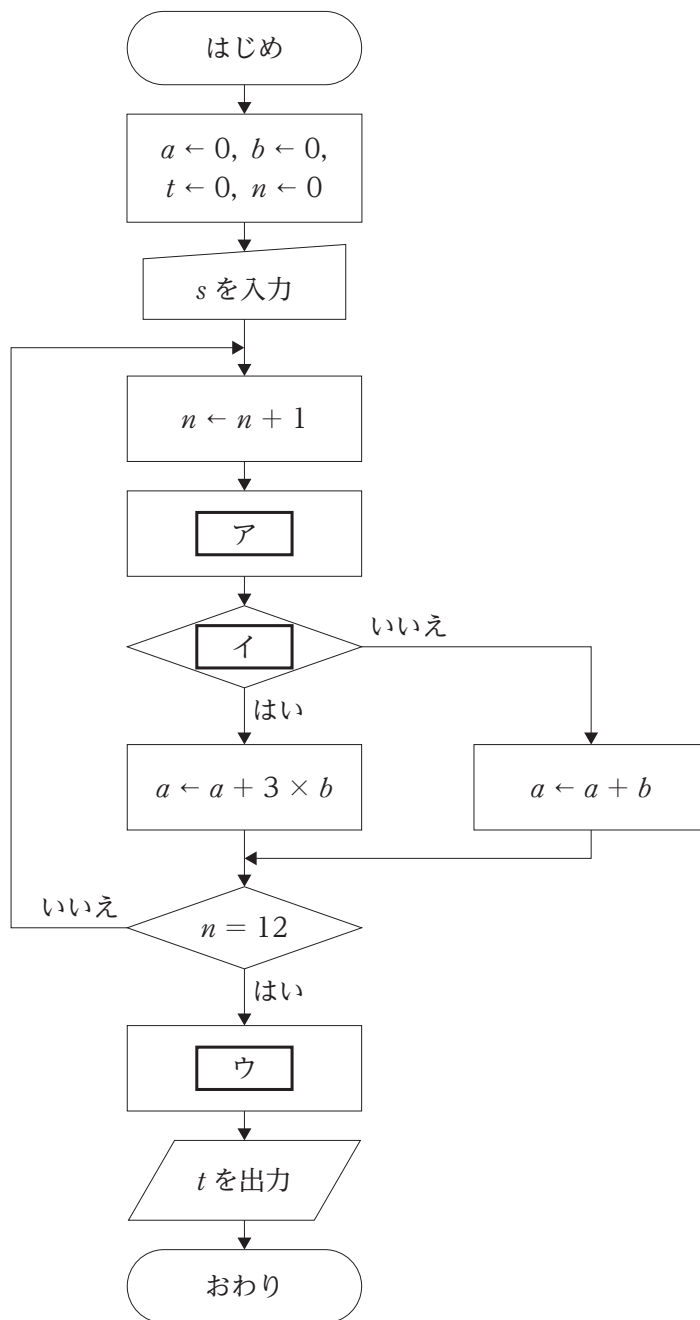 はじめ
a ← 0, b ← 0,
t ← 0, n ← 0
s を入力
n ← n + 1
ア
イ
いいえ
はい
a ← a + 3 × b
a ← a + b
いいえ
n = 12
はい
ウ
t を出力
おわり